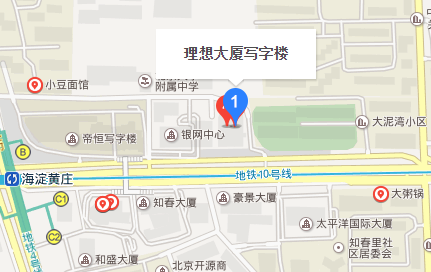 理想大厦写字楼
小豆面馆
附属中学
1
大泥湾小区
银网中心
帝恒写字楼
B
地铁10号线
海淀黄庄
C1
知春大厦
豪景大厦
大粥锅
太平洋国际大厦
C2
地铁4号线
知春里社
区居委会
和盛大厦
北京开源商